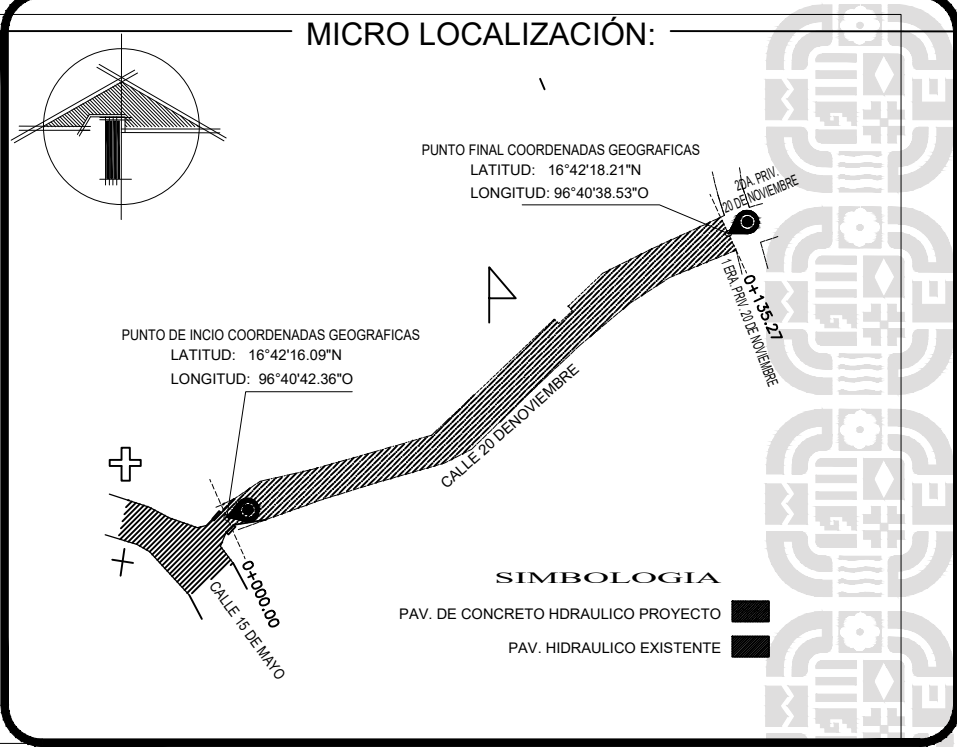 MICRO LOCALIZACIÓN:
PUNTO FINAL COORDENADAS GEOGRAFICAS
LATITUD: 16°42'18.21"N
LONGITUD: 96°40'38.53"O
2DA. PRIV.
20 DE NOVIEMBRE
0+135.27
1 ERA. PRIV. 20 DE NOVIEMBRE
PUNTO DE INCIO COORDENADAS GEOGRAFICAS
LATITUD: 16°42'16.09"N
LONGITUD: 96°40'42.36"O
CALLE 20 DENOVIEMBRE
0+000.00
CALLE 15 DE MAYO
SIMBOLOGIA
PAV. DE CONCRETO HDRAULICO PROYECTO
PAV. HIDRAULICO EXISTENTE